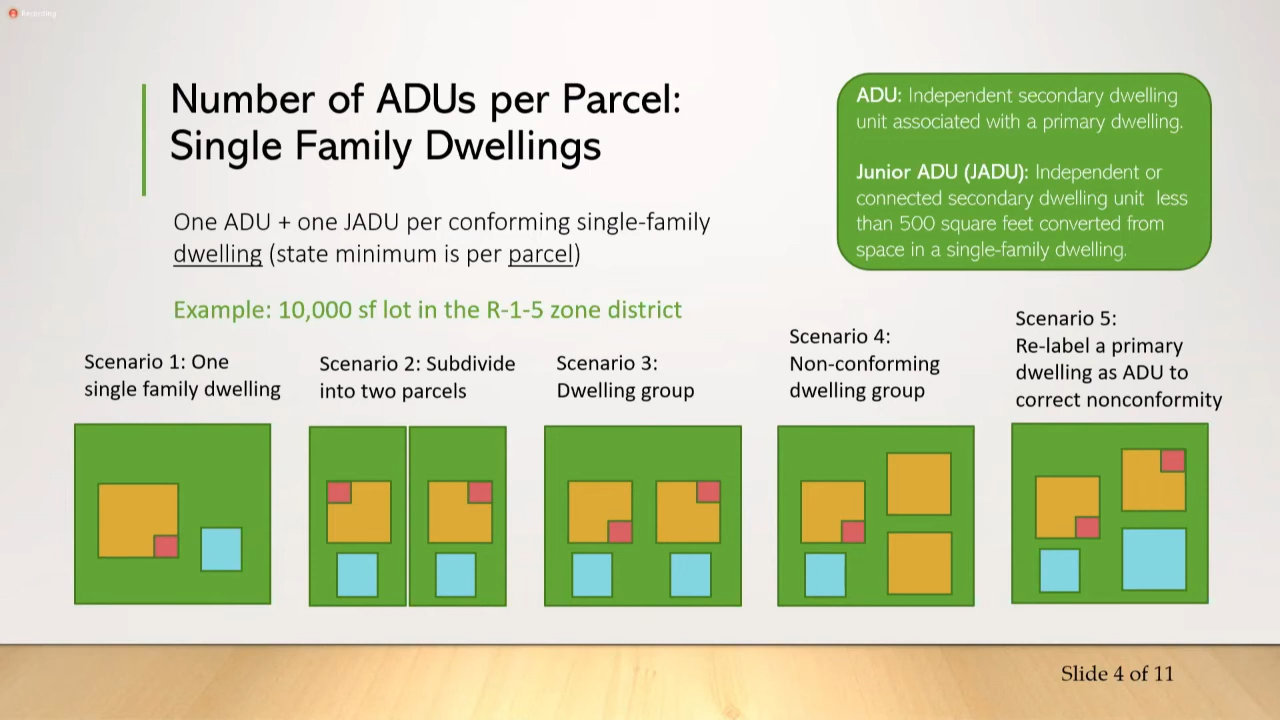 Recording
Number of ADUs per Parcel:
Single Family Dwellings
ADU: Independent secondary dwelling
unit associated with a primary dwelling.
Junior ADU (JADU): Independent or
connected secondary dwelling unit less
than 500 square feet converted from
space in a single-family dwelling.
One ADU + one JADU per conforming single-family
dwelling (state minimum is per parcel)
Example: 10,000 sf lot in the R-1-5 zone district
Scenario 1: One
single family dwelling
Scenario 2: Subdivide
into two parcels
Scenario 3:
Dwelling group
Scenario 4:
Non-conforming
dwelling group
Scenario 5:
Re-label a primary
dwelling as ADU to
correct nonconformity
Slide 4 of 11